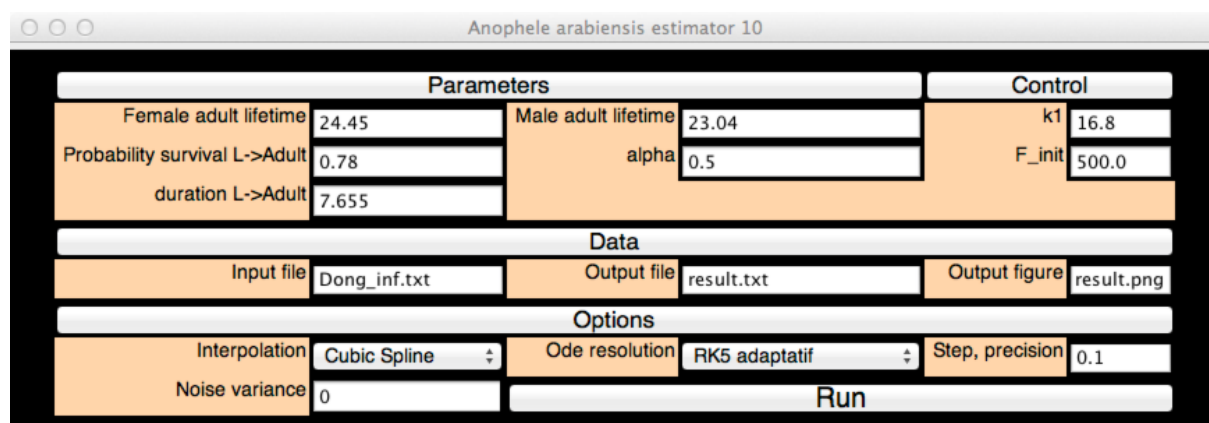 Anophele arabiensis estimator 10
Parameters Control
Female adult lifetime 24.45 Male adult lifetime 23.04 k1 16.8
Probability survival L->Adult 0.78 alpha 0.5 F_init 500.0
duration L->Adult 7.655
Data
Input file Dong_inf.txt Output file result.txt Output figure result.png
Options
Interpolation Cubic Spline Ode resolution RK5 adaptatif Step, precision 0.1
Noise variance 0 Run